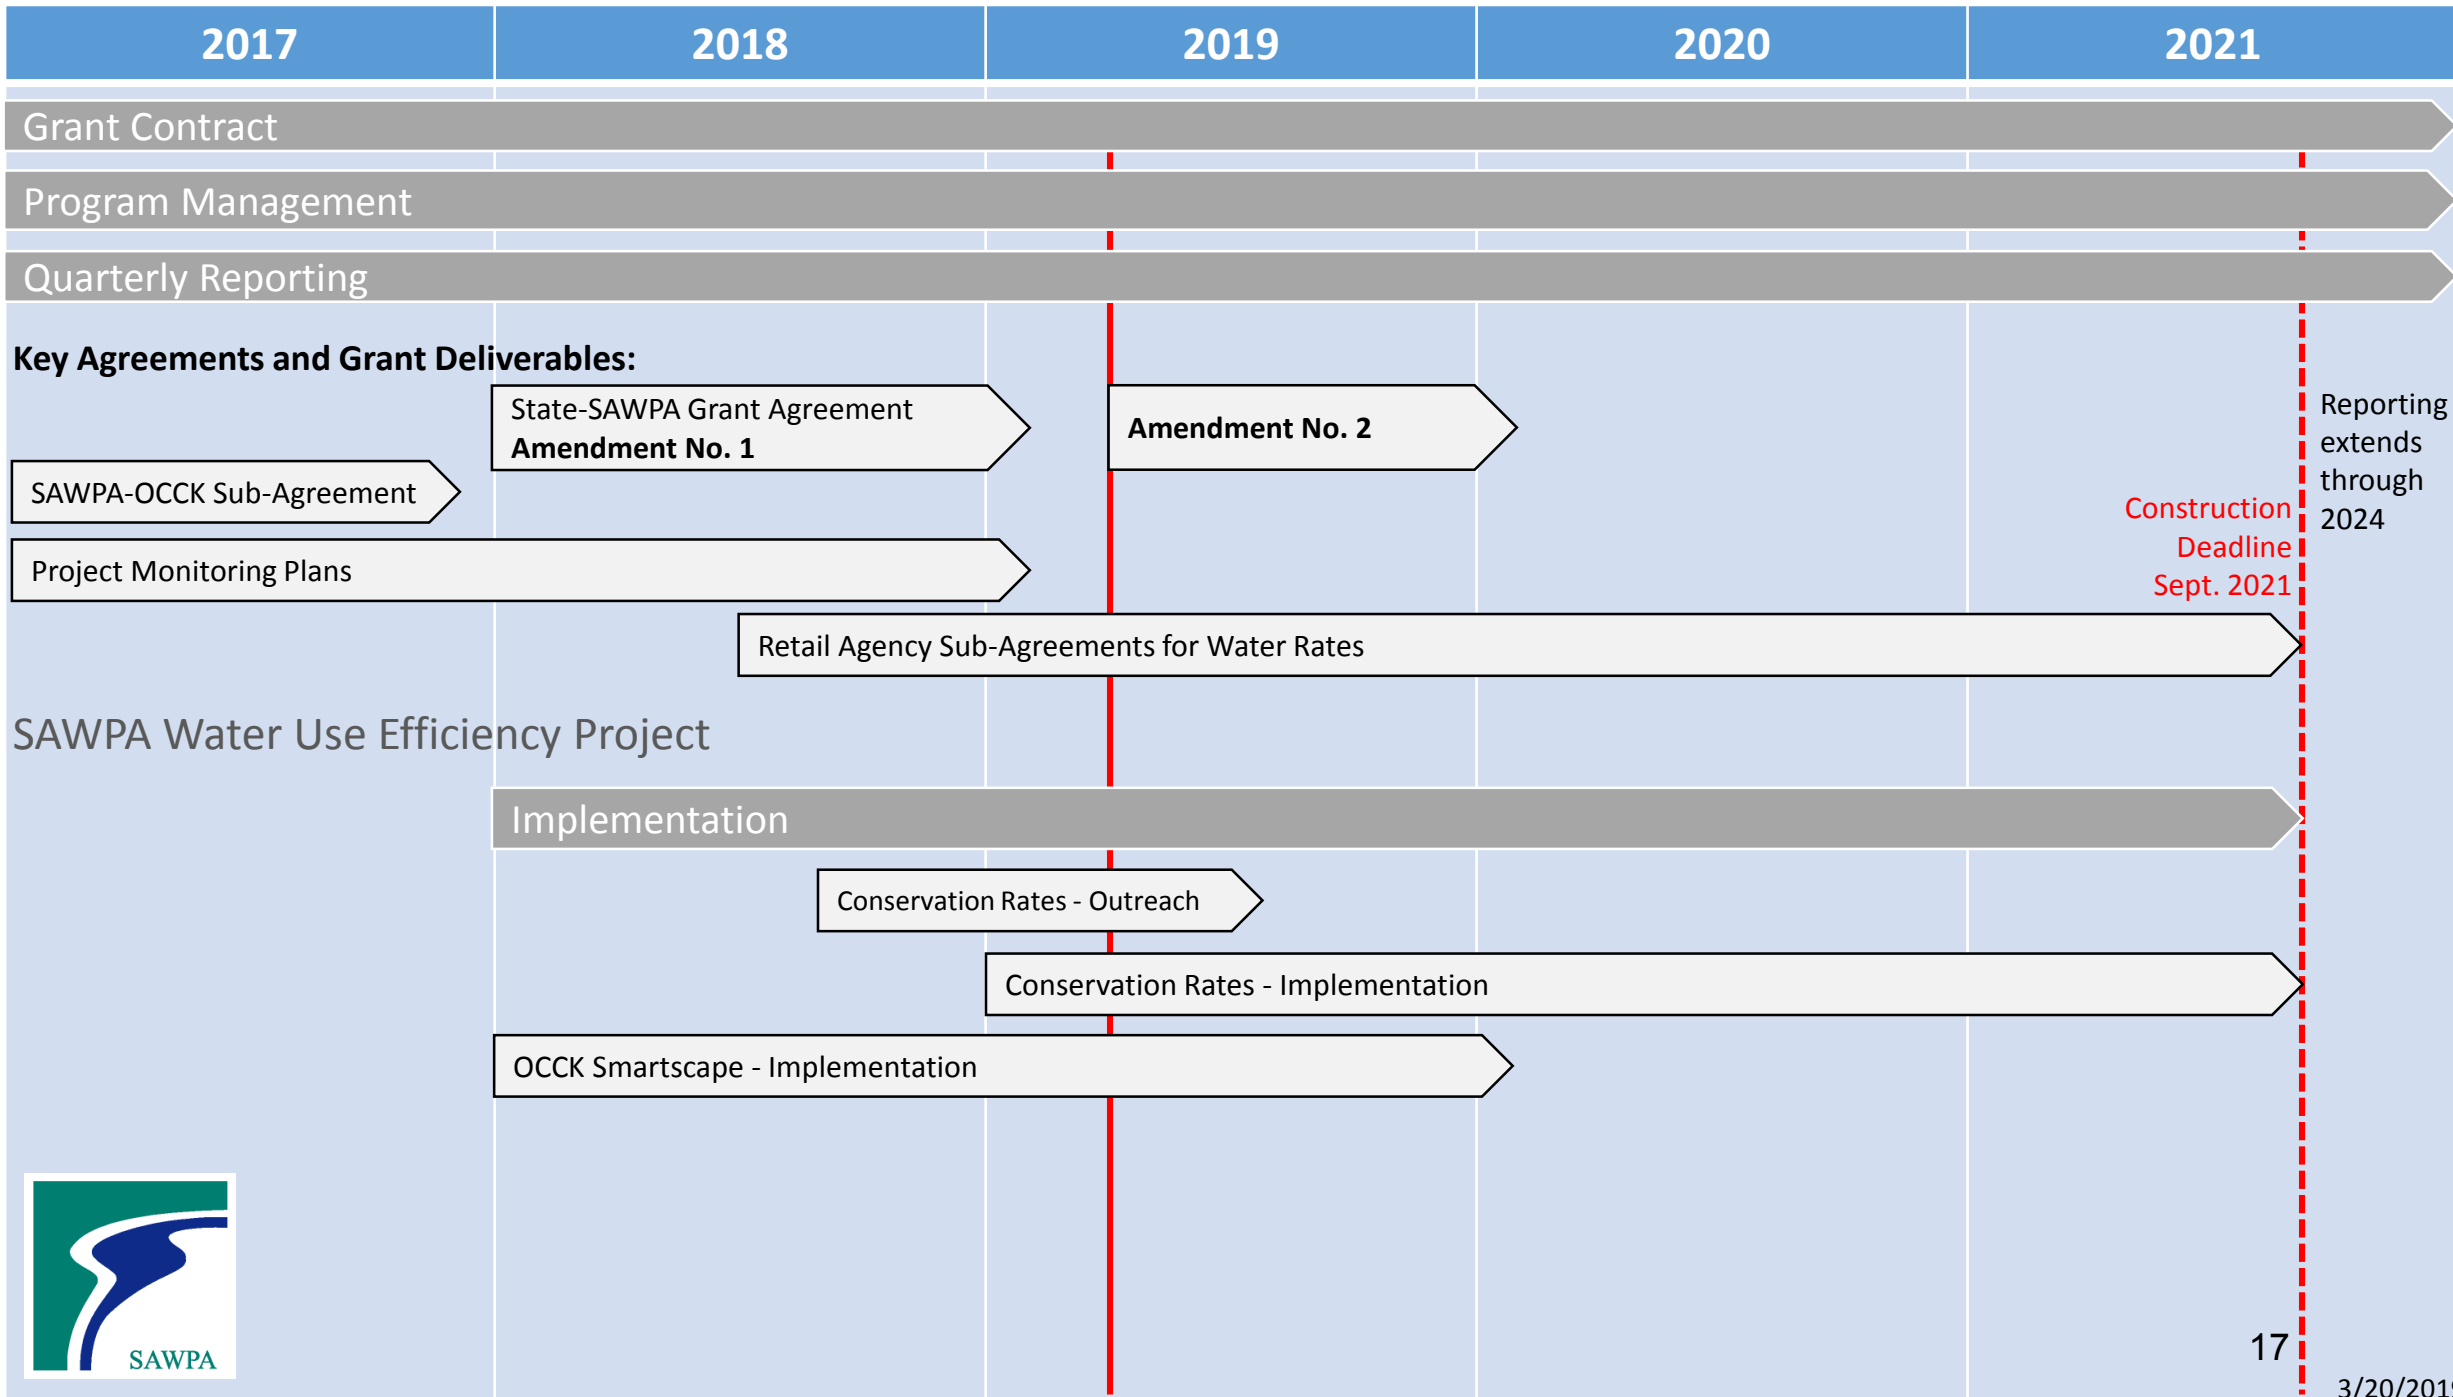 2017 2018 2019 2020 2021
Grant Contract
Program Management
Quarterly Reporting
Key Agreements and Grant Deliverables:
State-SAWPA Grant Agreement
Amendment No. 1
Amendment No. 2
Reporting
extends
through
2024
SAWPA-OCCK Sub-Agreement
Construction
Deadline
Sept. 2021
Project Monitoring Plans
Retail Agency Sub-Agreements for Water Rates
SAWPA Water Use Efficiency Project
Implementation
Conservation Rates - Outreach
Conservation Rates - Implementation
OCCK Smartscape - Implementation
SAWPA
17
3/20/2019